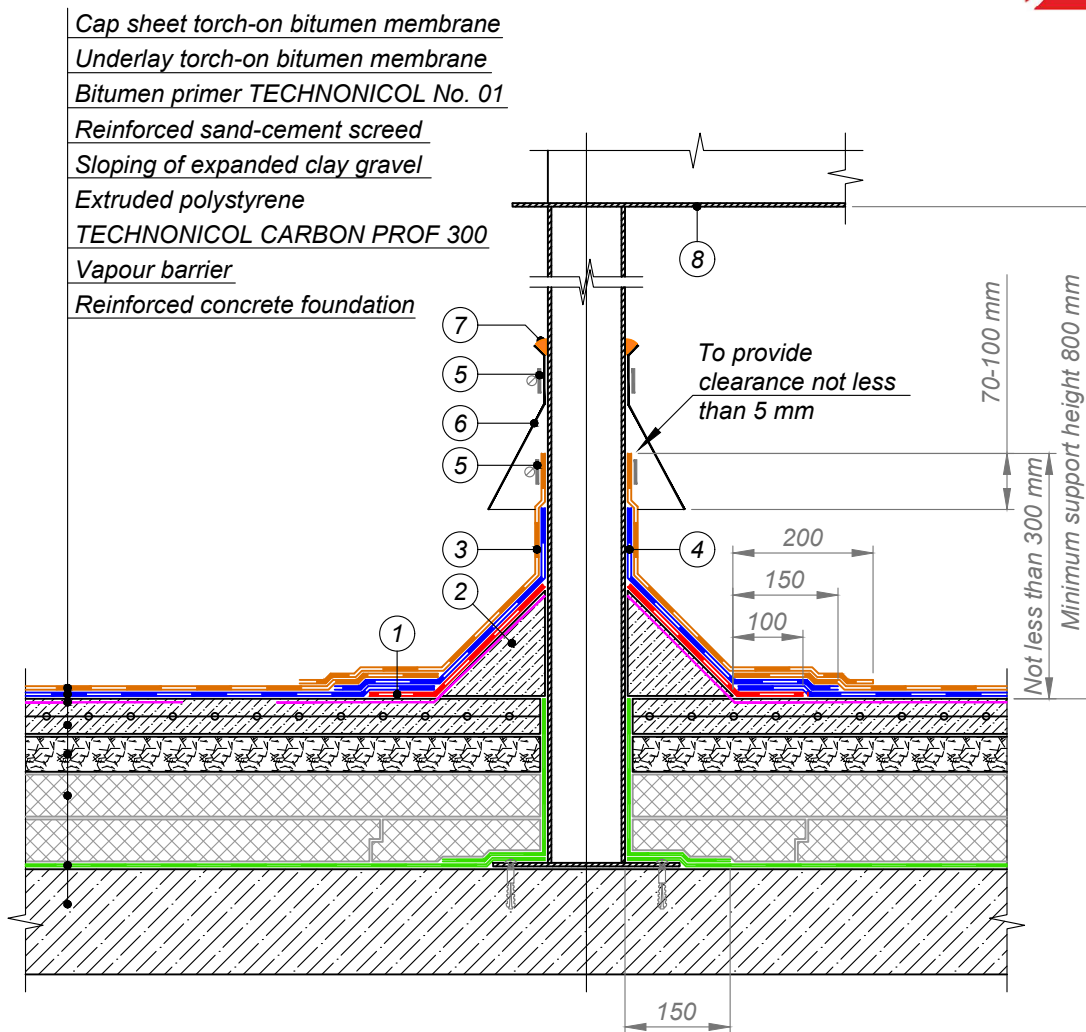 Cap sheet torch-on bitumen membrane
Underlay torch-on bitumen membrane
Bitumen primer TECHNONICOL No. 01
Reinforced sand-cement screed
Sloping of expanded clay gravel
Extruded polystyrene
TECHNONICOL CARBON PROF 300
Vapour barrier
Reinforced concrete foundation
8
7
5
6
5
3
4
2
1
To provide
clearance not less
than 5 mm
70-100 mm
Not less than 300 mm
Minimum support height 800 mm
200
150
100
150